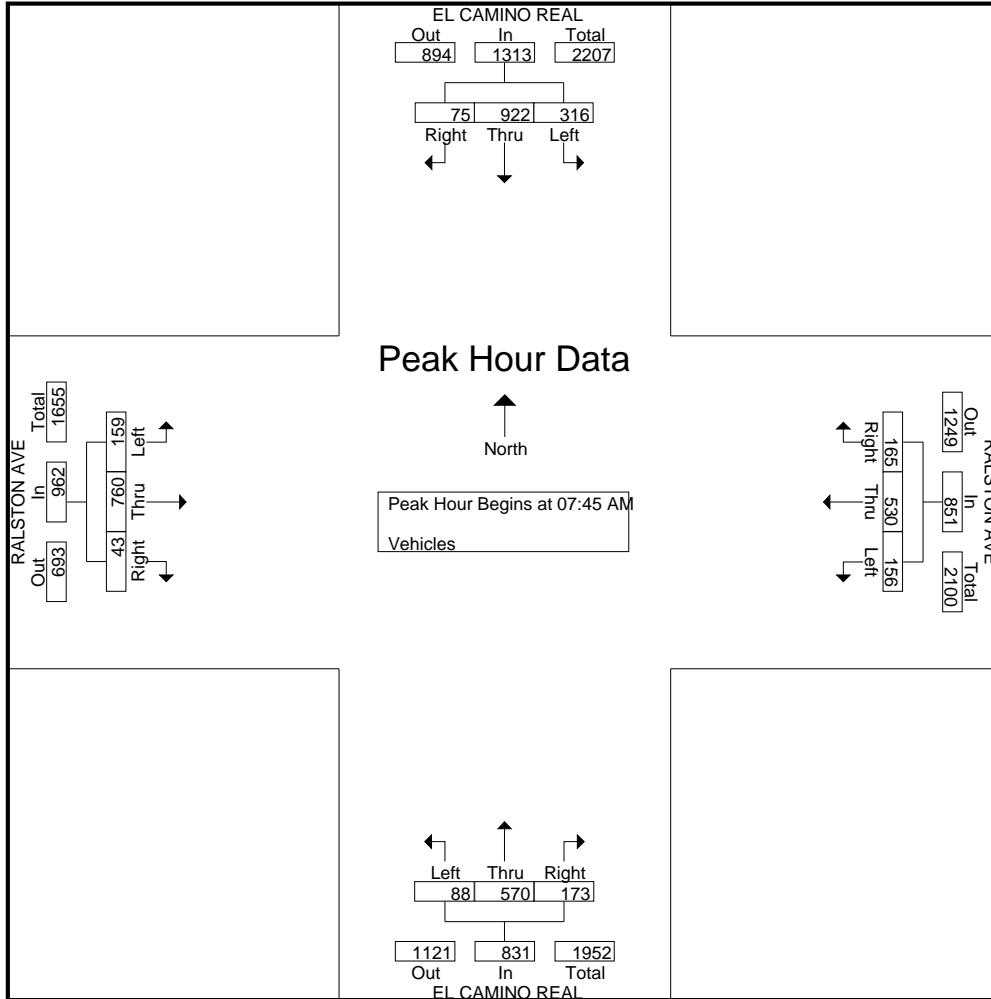 EL CAMINO REAL
Out In Total
894 1313 2207
75 922 316
Right Thru Left
Peak Hour Data
North
Peak Hour Begins at 07:45 AM
Vehicles
RALSTON AVE
Total In Out
1655 962 693
159 760 43
Left Thru Right
Right Thru Left
165 530 156
1249 851 2100
Out In Total
RALSTON AVE
Left Thru Right
88 570 173
1121 831 1952
Out In Total
EL CAMINO REAL